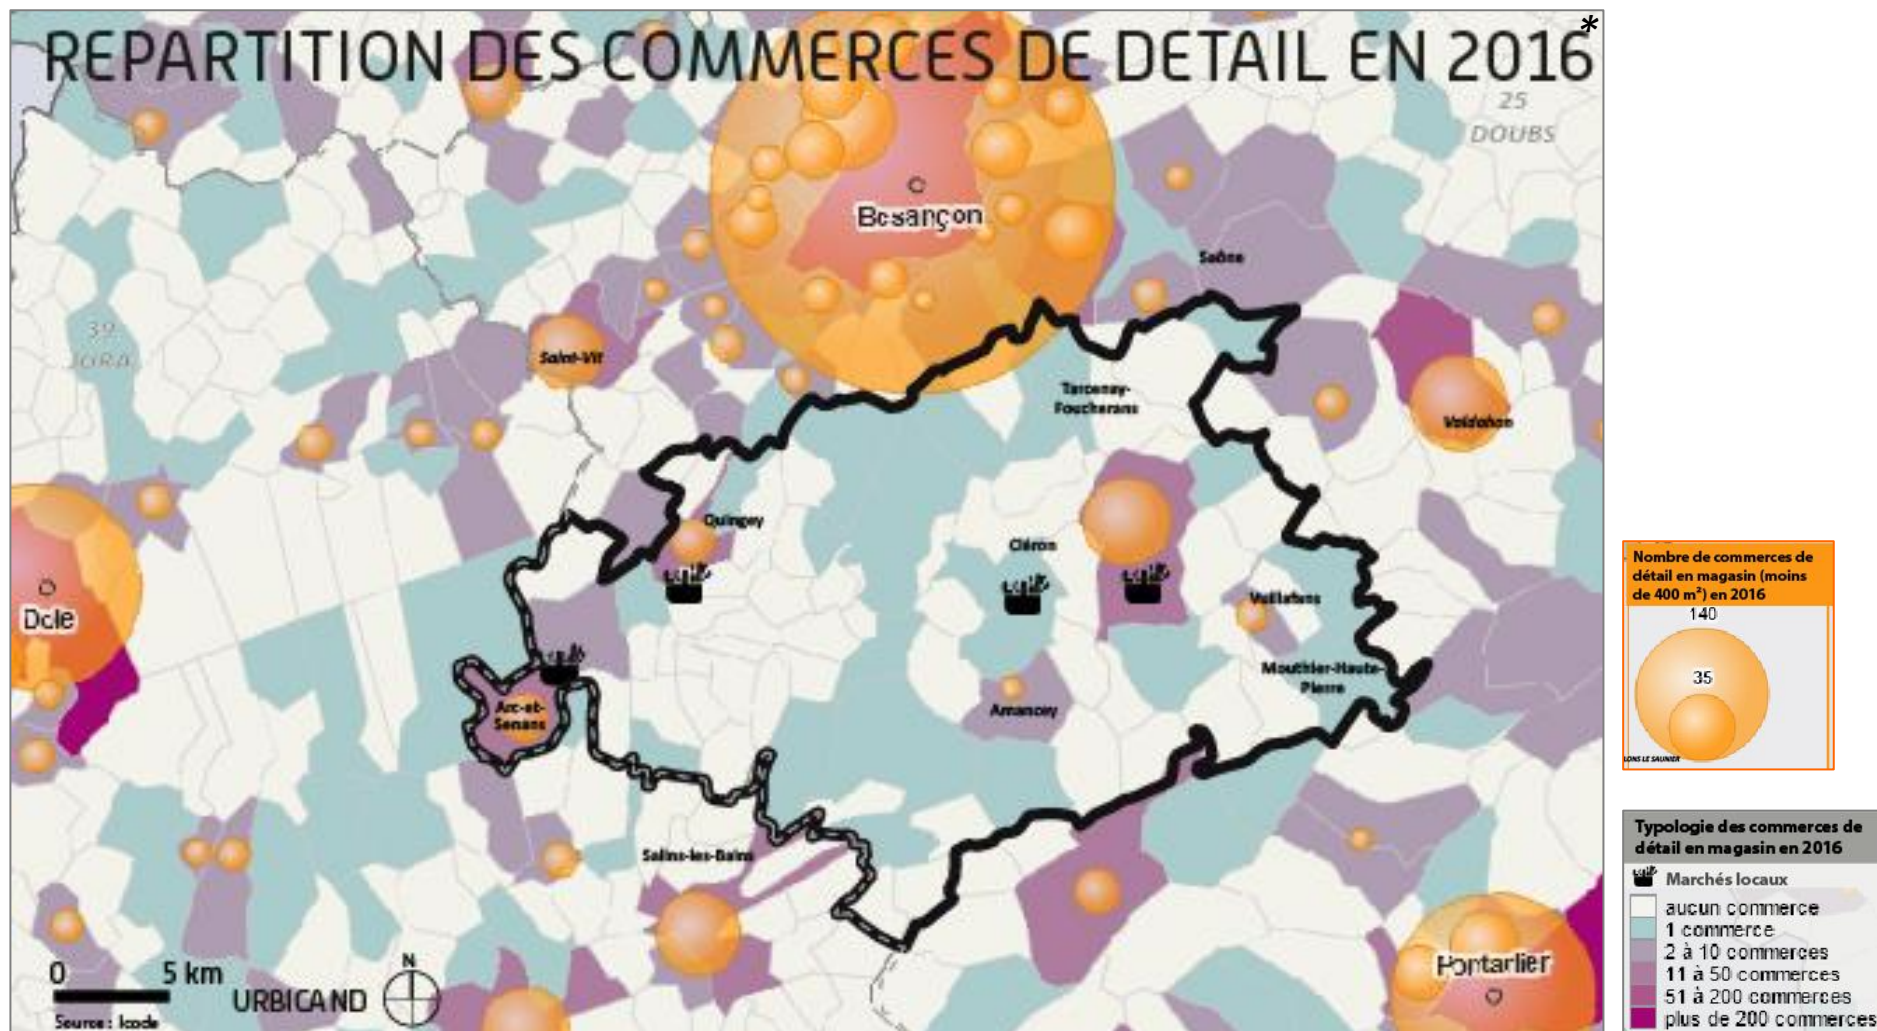 REPARTITION DES COMMERCES DE DETAIL EN 2016*
25
DOUBS
Besançon
Saône
39
JURA
Saint-Vit
Tarcenay-
Foucherans
Valdahon
Quingey
Cléron
Dole
Vuillafans
Mouthier-Haute-
Pierre
Arc-et-
Senans
Amancey
Salins-les-Bains
Pontarlier
0 5 km
N
URBICAND
Source : Icode
Nombre de commerces de
détail en magasin (moins
de 400 m²) en 2016
140
35
LONS LE SAUNIER
Typologie des commerces de
détail en magasin en 2016
Marchés locaux
aucun commerce
1 commerce
2 à 10 commerces
11 à 50 commerces
51 à 200 commerces
plus de 200 commerces